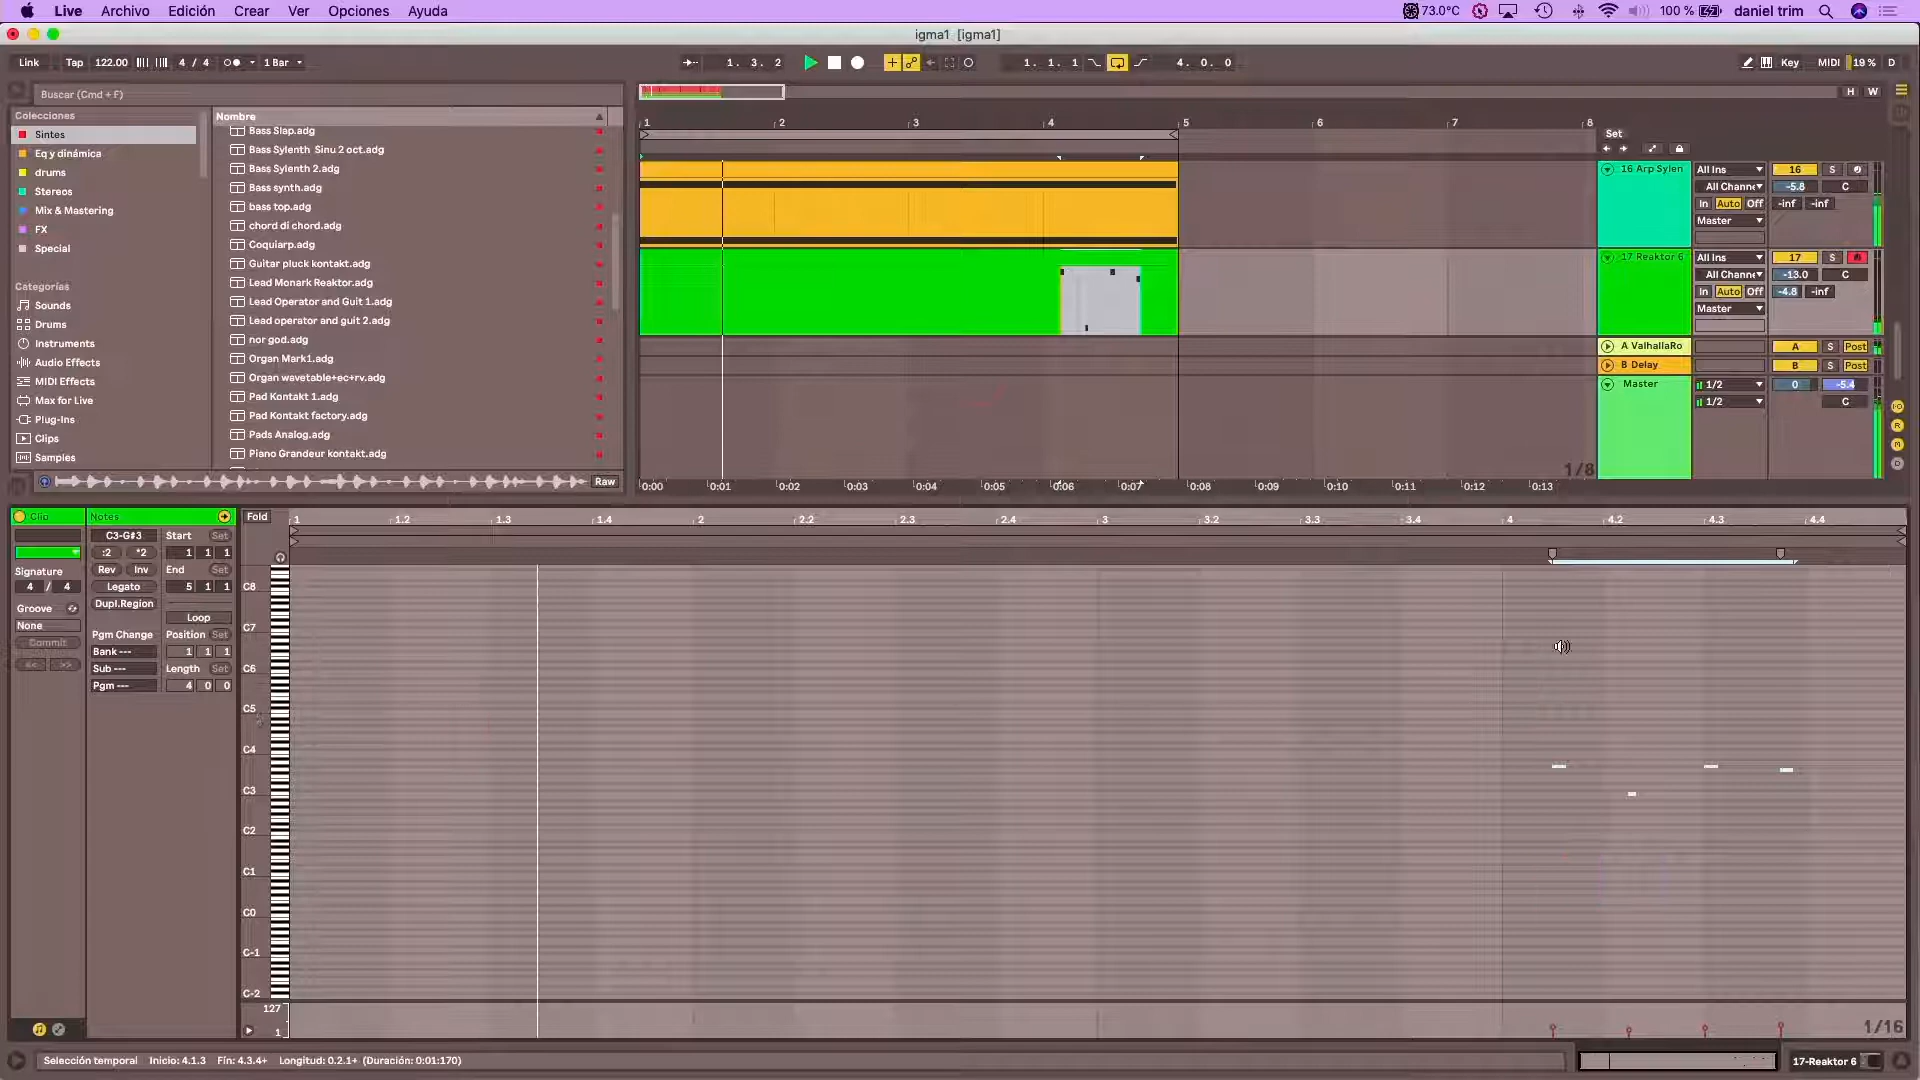 Live Archivo Edición Crear Ver Opciones Ayuda
73.0°C 100 % daniel trim
igma1 [igma1]
Link Tap 122.00 4 / 4 1 Bar
1. 3. 2
1. 1. 1
4. 0. 0
Key MIDI 19 % D
Buscar (Cmd + F)
H W
Colecciones
Sintes
Eq y dinámica
drums
Stereos
Mix & Mastering
FX
Special
Categorías
Sounds
Drums
Instruments
Audio Effects
MIDI Effects
Max for Live
Plug-Ins
Clips
Samples
Nombre
Bass Slap.adg
Bass Sylenth Sinu 2 oct.adg
Bass Sylenth 2.adg
Bass synth.adg
bass top.adg
chord di chord.adg
Coquiarp.adg
Guitar pluck kontakt.adg
Lead Monark Reaktor.adg
Lead Operator and Guit 1.adg
Lead operator and guit 2.adg
nor god.adg
Organ Mark1.adg
Organ wavetable+ec+rv.adg
Pad Kontakt 1.adg
Pad Kontakt factory.adg
Pads Analog.adg
Piano Grandeur kontakt.adg
Raw
1 2 3 4 5 6 7 8
Set
16 Arp Sylen All Ins 16 S
All Channe -5.8 C
In Auto Off -inf -inf
Master
17 Reaktor 6 All Ins 17 S
All Channe -13.0 C
In Auto Off -4.8 -inf
Master
A ValhallaRo A S Post
B Delay B S Post
Master 1/2 0 -5.4
1/2 C
1/8
0:00 0:01 0:02 0:03 0:04 0:05 0:06 0:07 0:08 0:09 0:10 0:11 0:12 0:13
Clip
Signature
4 / 4
Groove
None
Commit
<< >>
Notes
C3-G#3
:2 *2
Rev Inv
Legato
Dupl.Region
Pgm Change
Bank ---
Sub ---
Pgm ---
Start Set
1 1 1
End Set
5 1 1
Loop
Position Set
1 1 1
Length Set
4 0 0
Fold
1 1.2 1.3 1.4 2 2.2 2.3 2.4 3 3.2 3.3 3.4 4 4.2 4.3 4.4
C8
C7
C6
C5
C4
C3
C2
C1
C0
C-1
C-2
127
1
1/16
Selección temporal Inicio: 4.1.3 Fín: 4.3.4+ Longitud: 0.2.1+ (Duración: 0:01:170)
17-Reaktor 6